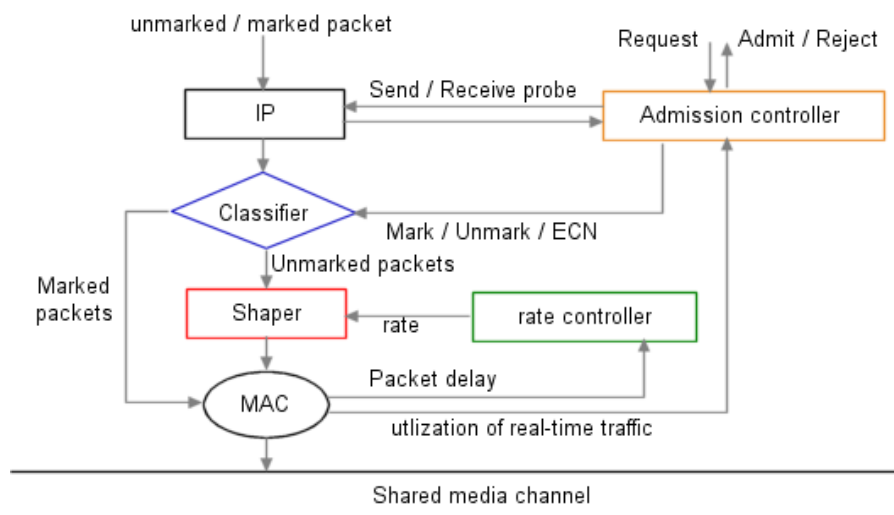 unmarked / marked packet
Request
Admit / Reject
Send / Receive probe
IP
Admission controller
Classifier
Mark / Unmark / ECN
Unmarked packets
Marked
packets
Shaper
rate
rate controller
Packet delay
MAC
utlization of real-time traffic
Shared media channel